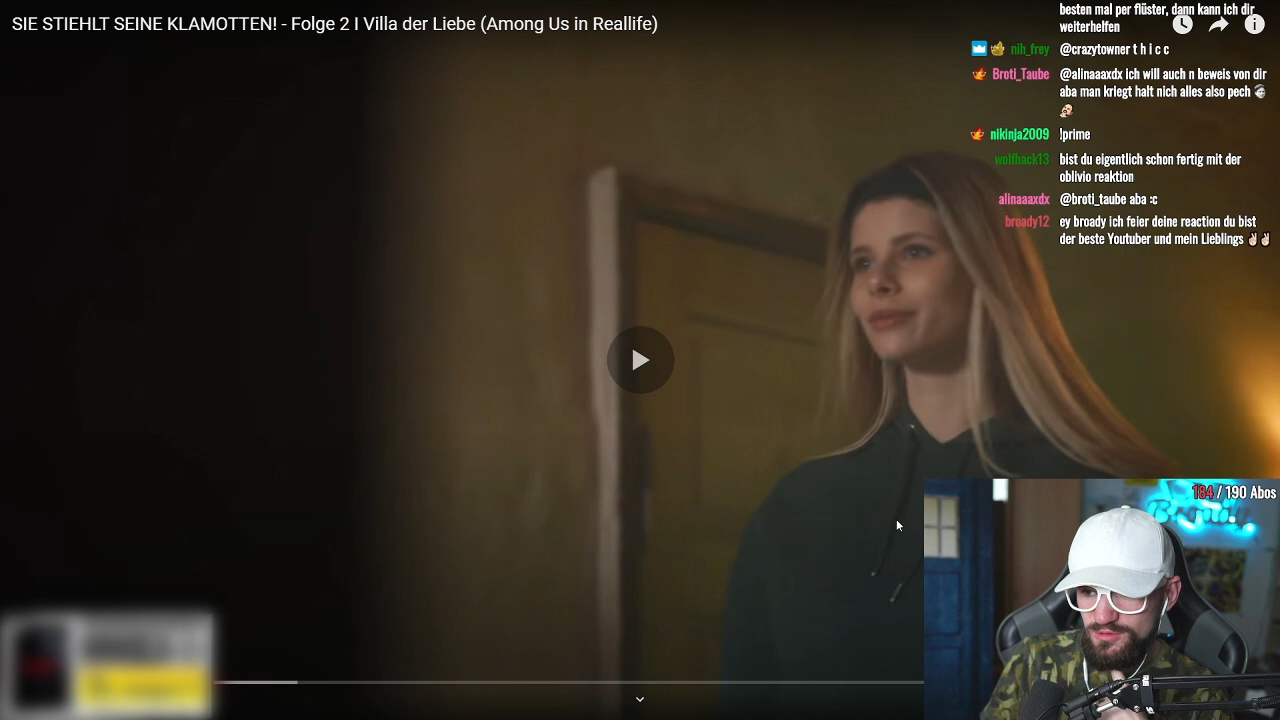 SIE STIEHLT SEINE KLAMOTTEN! - Folge 2 I Villa der Liebe (Among Us in Reallife)
besten mal per flüster, dann kann ich dir
weiterhelfen
nih_frey @crazytowner t h i c c
Broti_Taube @alinaaaxdx ich will auch n beweis von dir
aba man kriegt halt nich alles also pech
nikinja2009 !prime
wolfhack13 bist du eigentlich schon fertig mit der
oblivio reaktion
alinaaaxdx @broti_taube aba :c
broady12 ey broady ich feier deine reaction du bist
der beste Youtuber und mein Lieblings
184 / 190 Abos